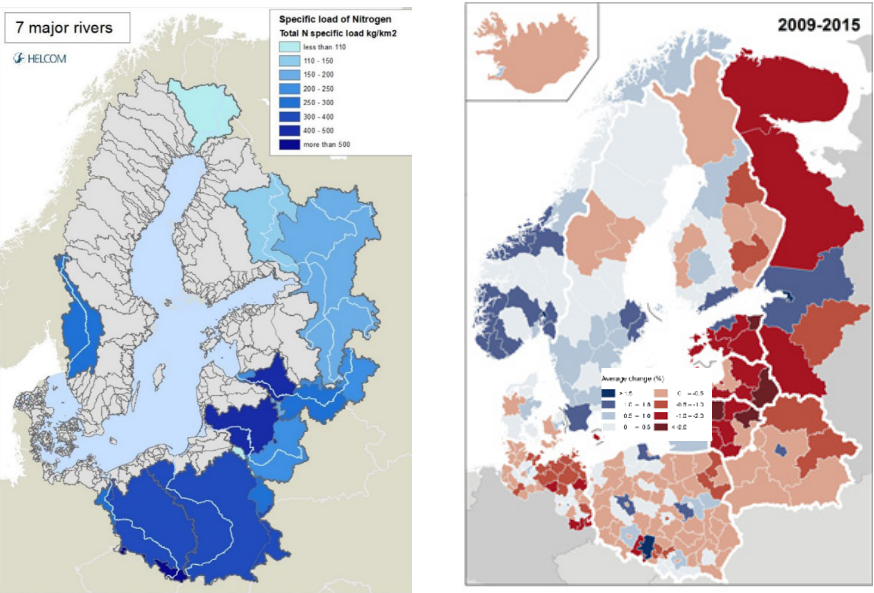 7 major rivers
HELCOM
Specific load of Nitrogen
Total N specific load kg/km2
less than 110
110 - 150
150 - 200
200 - 250
250 - 300
300 - 400
400 - 500
more than 500
2009-2015
Average change (%)